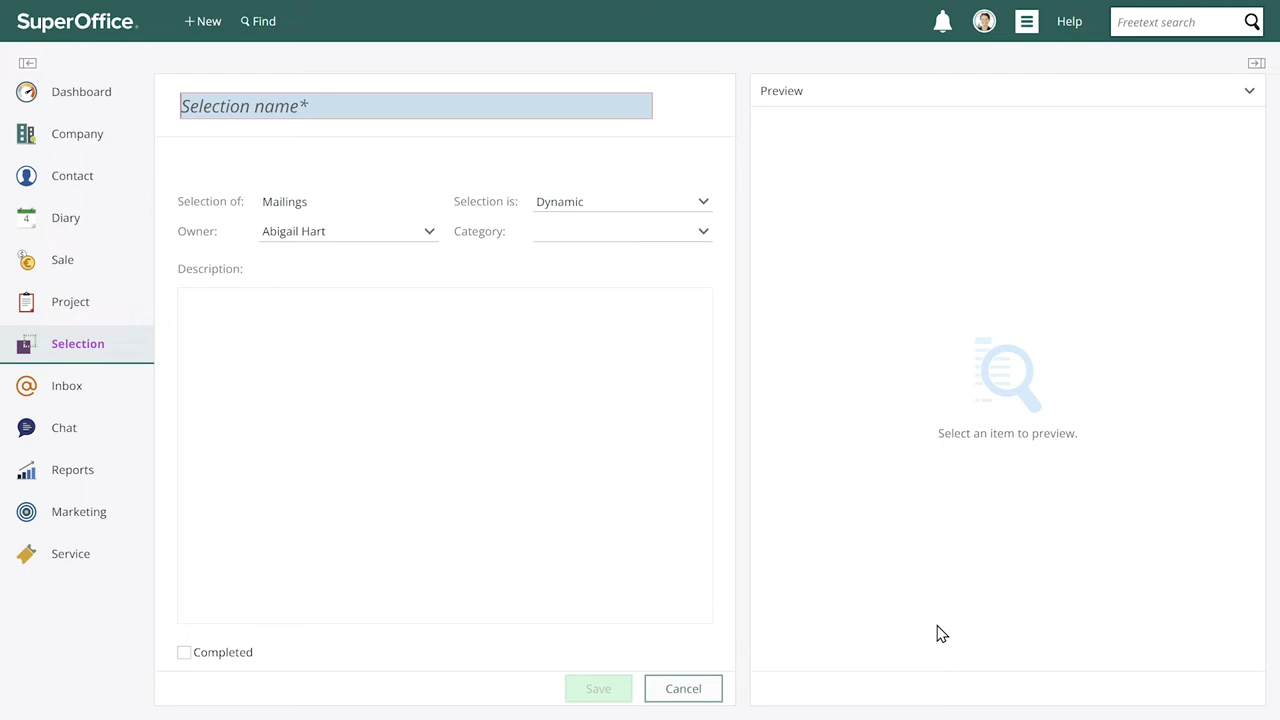 SuperOffice.
+ New
Find
Help
Freetext search
Dashboard
Company
Contact
4
Diary
Sale
Project
Selection
Inbox
Chat
Reports
Marketing
Service
Selection name*
Selection of: Mailings
Selection is: Dynamic
Owner: Abigail Hart
Category:
Description:
Completed
Save
Cancel
Preview
Select an item to preview.